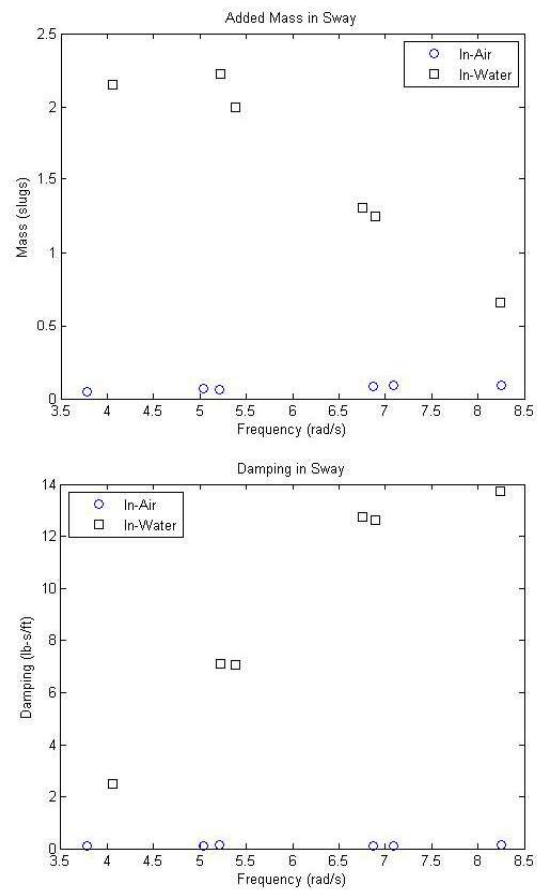 Added Mass in Sway
2.5
2
1.5
1
0.5
0
Mass (slugs)
In-Air
In-Water
3.5 4 4.5 5 5.5 6 6.5 7 7.5 8 8.5
Frequency (rad/s)
Damping in Sway
14
12
10
8
6
4
2
0
Damping (lb-s/ft)
In-Air
In-Water
3.5 4 4.5 5 5.5 6 6.5 7 7.5 8 8.5
Frequency (rad/s)